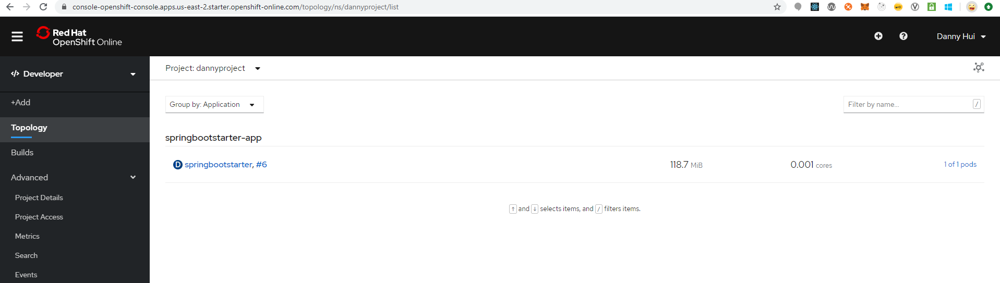 console-openshift-console.apps.us-east-2.starter.openshift-online.com/topology/ns/dannyproject/list
Red Hat
OpenShift Online
Danny Hui
</> Developer
Project: dannyproject
+Add
Group by: Application
Filter by name...
/
Topology
springbootstarter-app
Builds
D springbootstarter, #6
118.7 MiB
0.001 cores
1 of 1 pods
Advanced
Project Details
↑ and ↓ selects items, and / filters items.
Project Access
Metrics
Search
Events